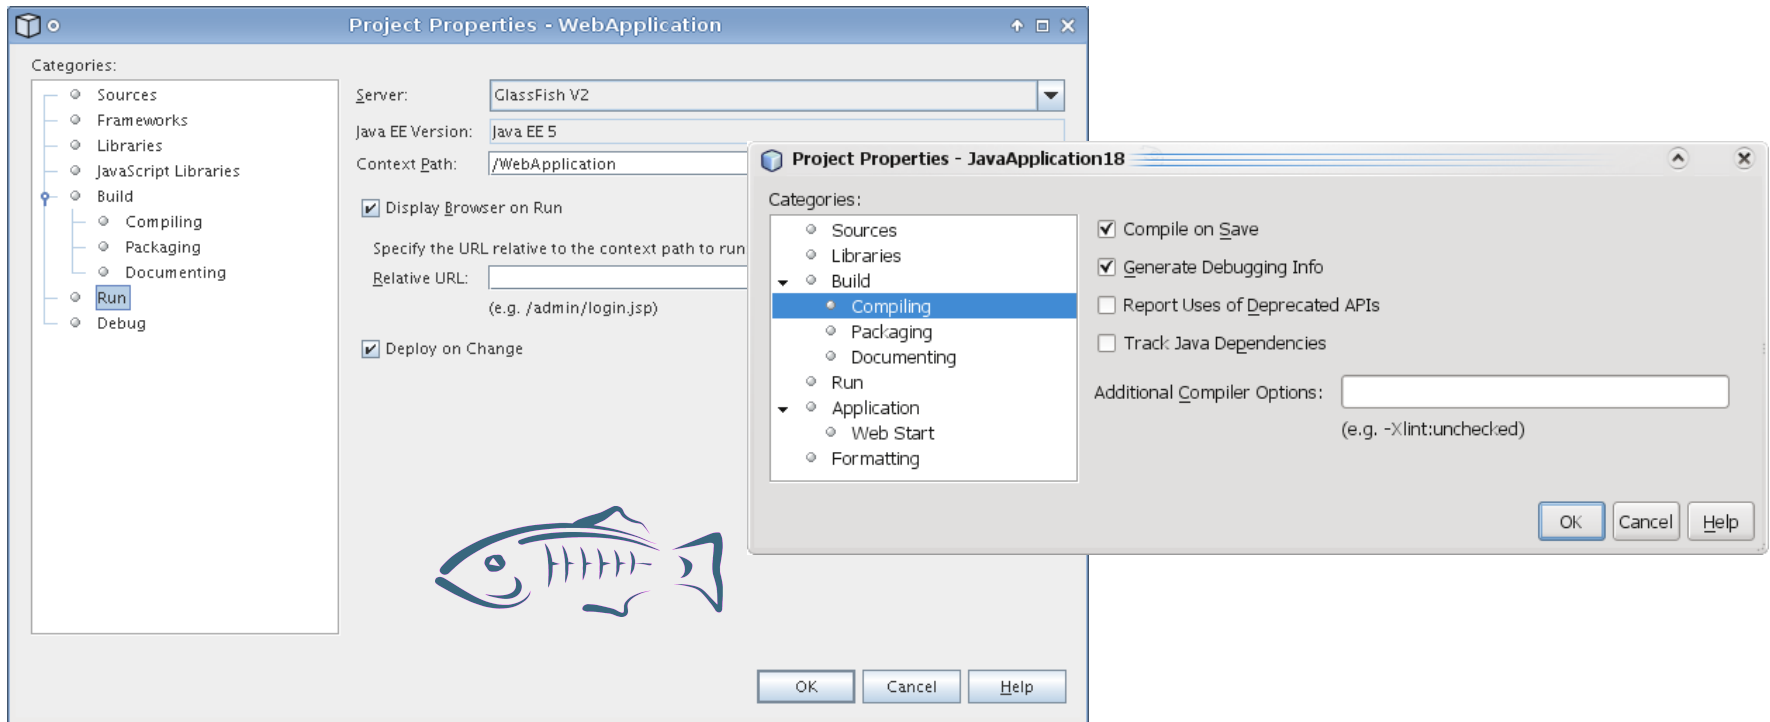 Project Properties - WebApplication
Categories:
Sources
Frameworks
Libraries
JavaScript Libraries
Build
Compiling
Packaging
Documenting
Run
Debug
Server: GlassFish V2
Java EE Version: Java EE 5
Context Path: /WebApplication
Display Browser on Run
Specify the URL relative to the context path to run
Relative URL:
(e.g. /admin/login.jsp)
Deploy on Change
OK Cancel Help
Project Properties - JavaApplication18
Categories:
Sources
Libraries
Build
Compiling
Packaging
Documenting
Run
Application
Web Start
Formatting
Compile on Save
Generate Debugging Info
Report Uses of Deprecated APIs
Track Java Dependencies
Additional Compiler Options:
(e.g. -Xlint:unchecked)
OK Cancel Help